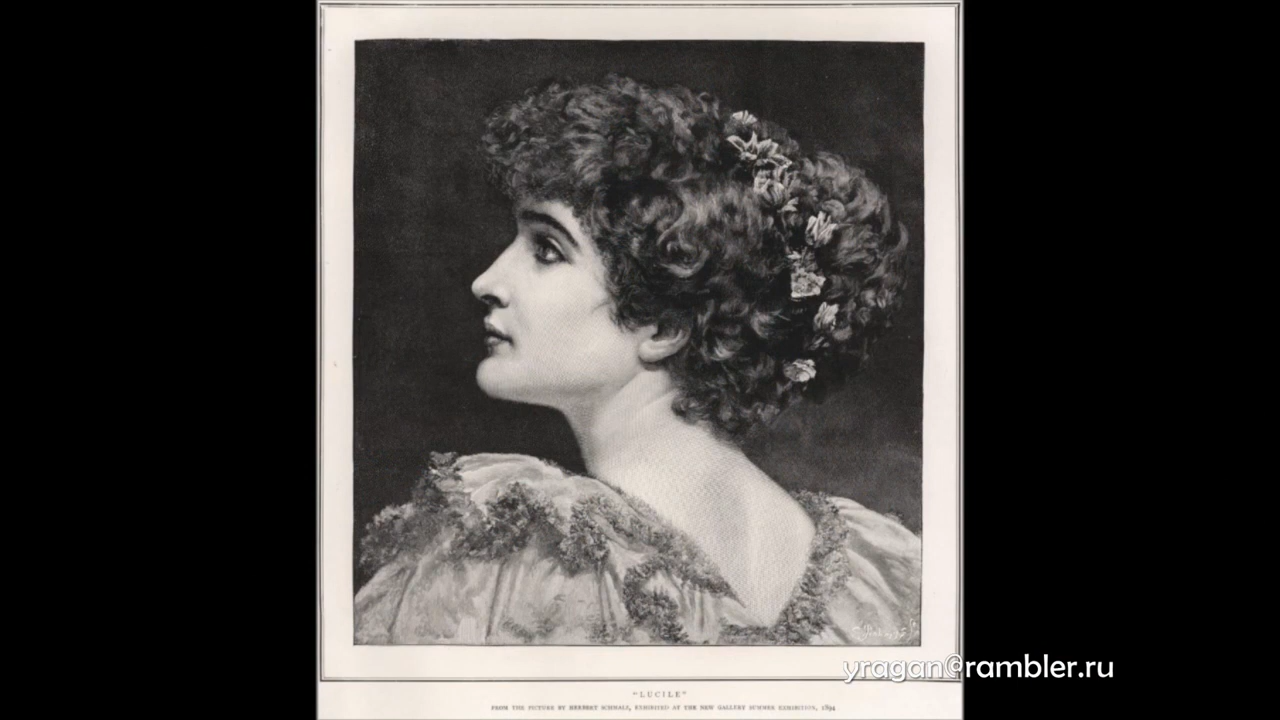 yragan@rambler.ru
"LUCILE"
FROM THE PICTURE BY HERBERT SCHMALZ, EXHIBITED AT THE NEW GALLERY SUMMER EXHIBITION, 1894